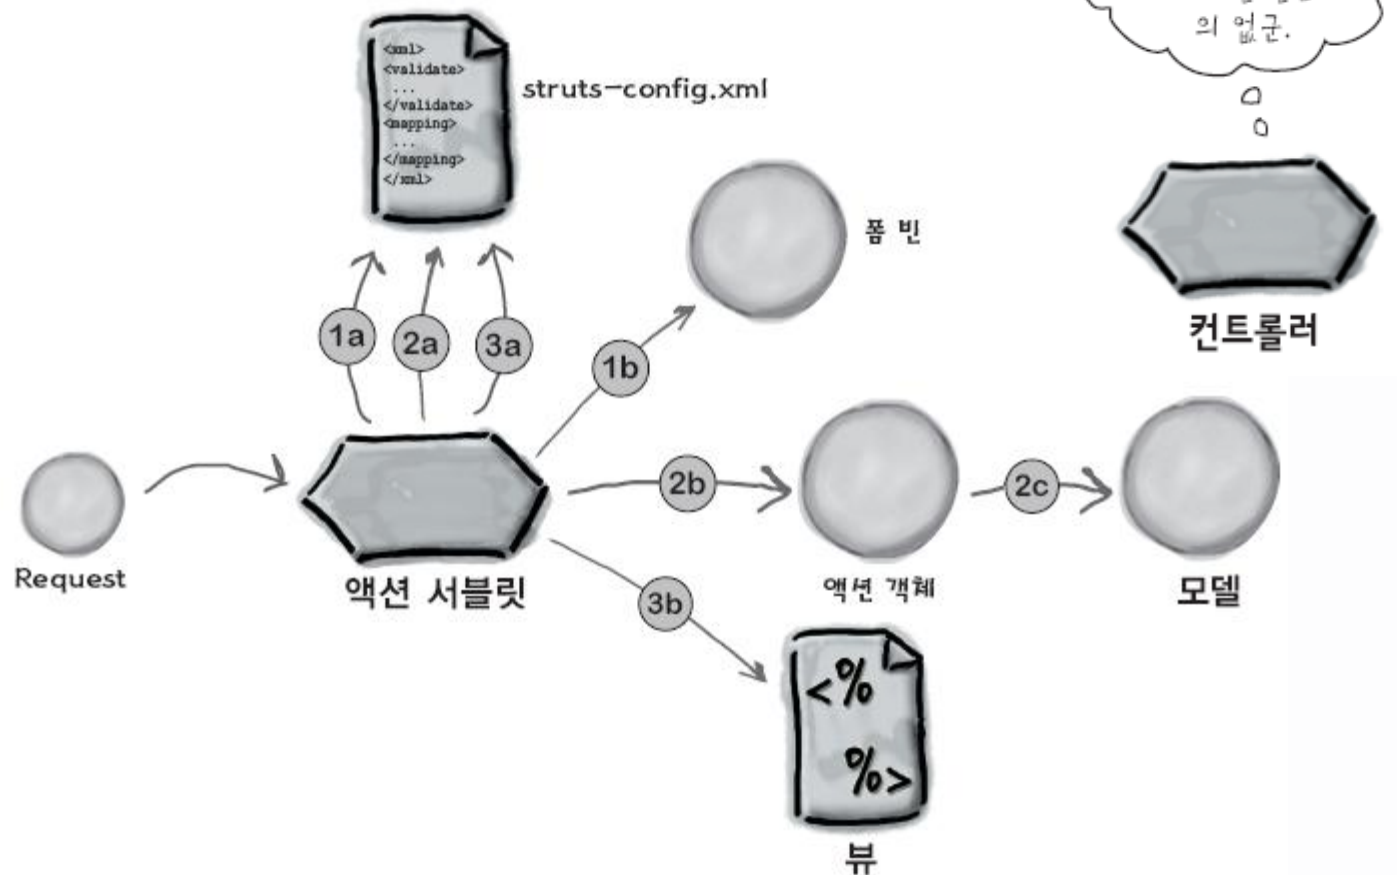 의 없군.
<xml>
<validate>
...
</validate>
<mapping>
...
</mapping>
</xml>
struts-config.xml
폼 빈
컨트롤러
1a
2a
3a
1b
2b
2c
3b
Request
액션 서블릿
액션 객체
모델
<%
%>
뷰